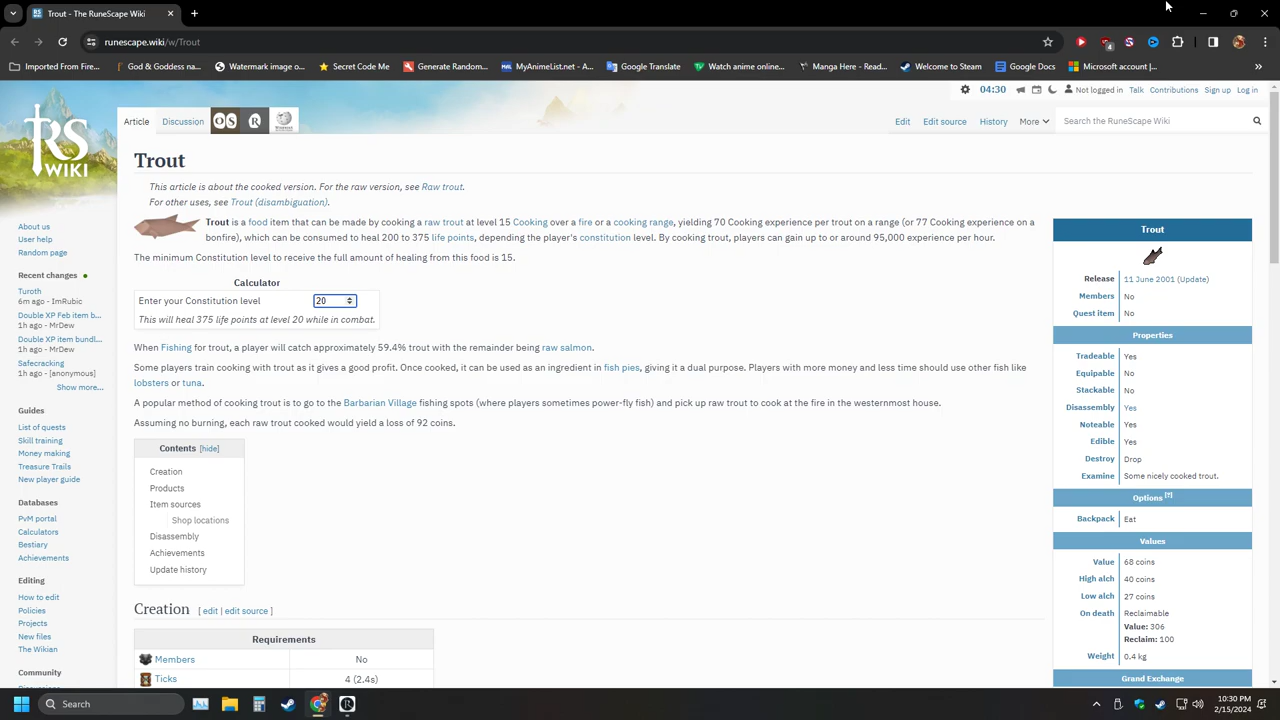 Trout - The RuneScape Wiki
runescape.wiki/w/Trout
4
Imported From Fire...
God & Goddess na...
Welcome to Obsid...
Secret Code Me
Generate Random...
MyAnimeList.net - A...
Google Translate
Watch anime online...
Manga Here - Read...
Welcome to Steam
Google Docs
Microsoft account |...
04:30
Not logged in Talk Contributions Sign up Log in
RS
WIKI
Article Discussion OS R
Edit Edit source History More
Search the RuneScape Wiki
Trout
This article is about the cooked version. For the raw version, see Raw trout.
For other uses, see Trout (disambiguation).
Trout is a food item that can be made by cooking a raw trout at level 15 Cooking over a fire or a cooking range, yielding 70 Cooking experience per trout on a range (or 77 Cooking experience on a
bonfire), which can be consumed to heal 200 to 375 life points, depending the player's constitution level. By cooking trout, players can gain up to or around 95,000 experience per hour.
The minimum Constitution level to receive the full amount of healing from this food is 15.
Calculator
Enter your Constitution level 20
This will heal 375 life points at level 20 while in combat.
When Fishing for trout, a player will catch approximately 59.4% trout with the remainder being raw salmon.
Some players train cooking with trout as it gives a good profit. Once cooked, it can be used as an ingredient in fish pies, giving it a dual purpose. Players with more money and less time should use other fish like
lobsters or tuna.
A popular method of cooking trout is to go to the Barbarian Village fishing spots (where players sometimes power-fly fish) and pick up raw trout to cook at the fire in the westernmost house.
Assuming no burning, each raw trout cooked would yield a loss of 92 coins.
Contents [hide]
Creation
Products
Item sources
Shop locations
Disassembly
Achievements
Update history
Creation [ edit | edit source ]
Requirements
Members No
Ticks 4 (2.4s)
About us
User help
Random page
Recent changes
Turoth
6m ago - ImRubic
Double XP Feb item b...
1h ago - MrDew
Double XP item bundl...
1h ago - MrDew
Safecracking
1h ago - [anonymous]
Show more...
Guides
List of quests
Skill training
Money making
Treasure Trails
New player guide
Databases
PvM portal
Calculators
Bestiary
Achievements
Editing
How to edit
Policies
Projects
New files
The Wikian
Community
Trout
Release 11 June 2001 (Update)
Members No
Quest item No
Properties
Tradeable Yes
Equipable No
Stackable No
Disassembly Yes
Noteable Yes
Edible Yes
Destroy Drop
Examine Some nicely cooked trout.
Options [?]
Backpack Eat
Values
Value 68 coins
High alch 40 coins
Low alch 27 coins
On death Reclaimable
Value: 306
Reclaim: 100
Weight 0.4 kg
Grand Exchange
Search
10:30 PM
2/15/2024